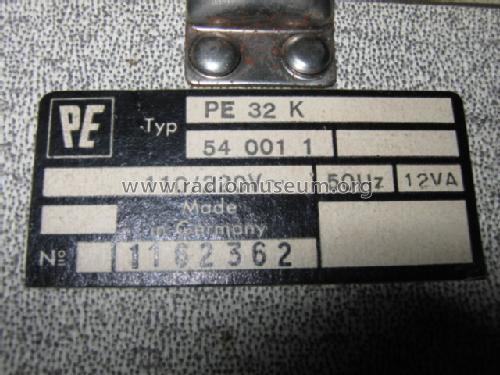 PE Typ PE 32 K
54 001 1
110/220V 50Hz 12VA
www.radiomuseum.org
Made
in Germany
No 1162362